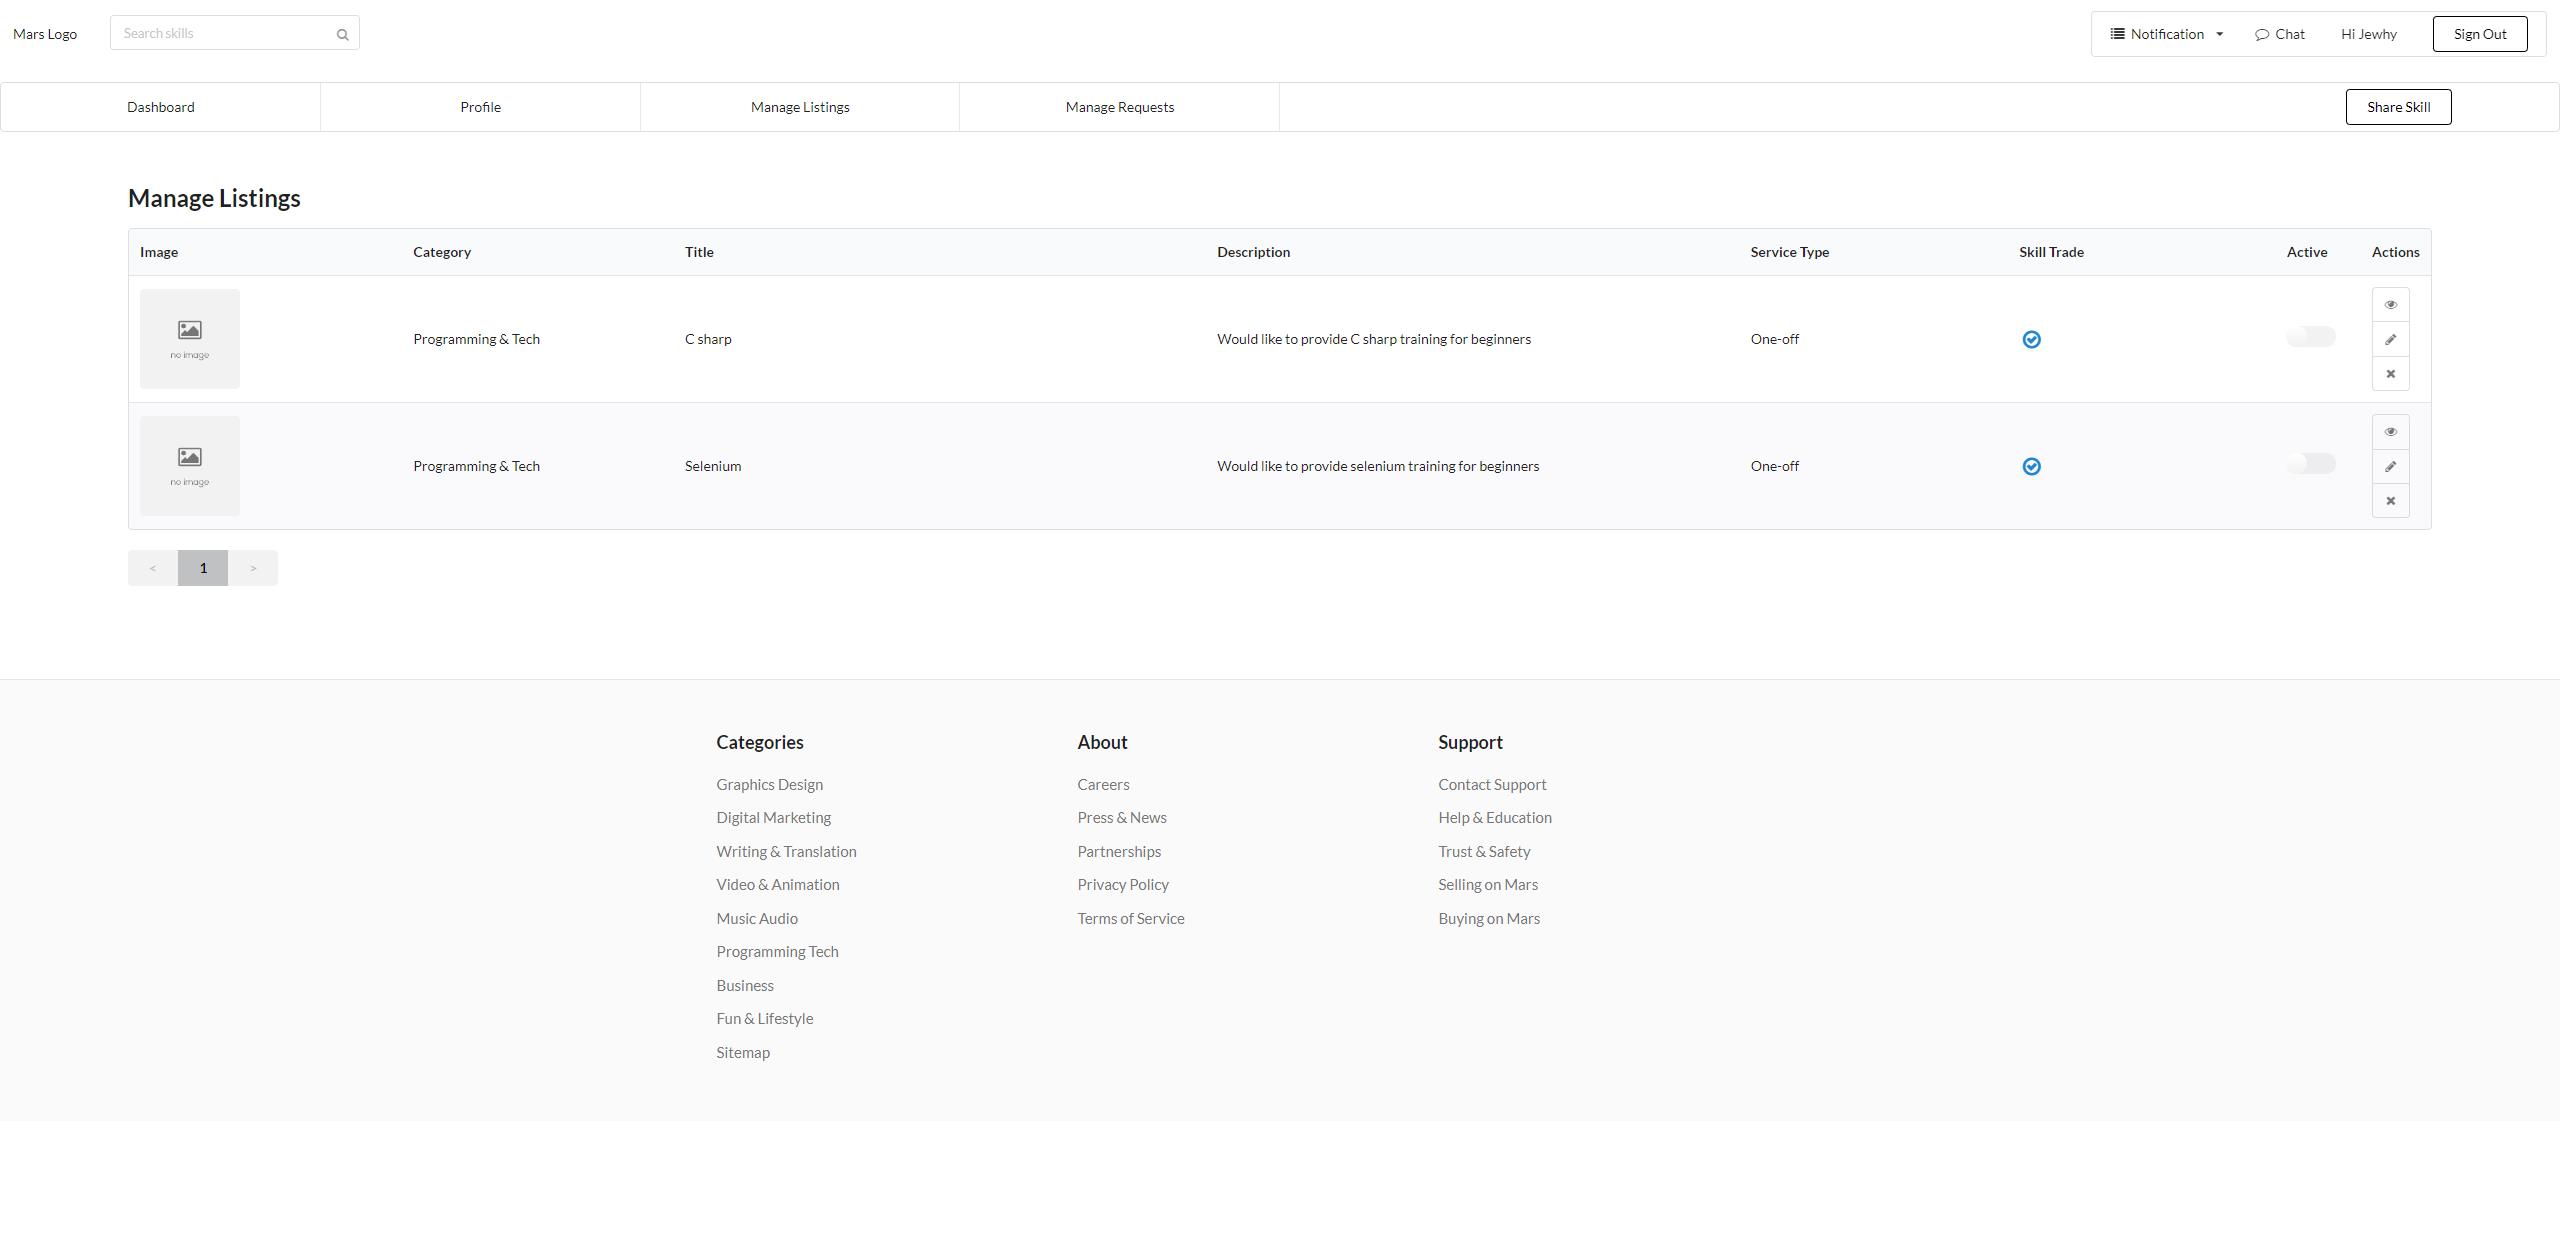 Mars Logo
Search skills
Notification
Chat
Hi Jewhy
Sign Out
Dashboard
Profile
Manage Listings
Manage Requests
Share Skill
Manage Listings
Image Category Title Description Service Type Skill Trade Active Actions
no image
Programming & Tech C sharp Would like to provide C sharp training for beginners One-off
no image
Programming & Tech Selenium Would like to provide selenium training for beginners One-off
< 1 >
Categories
Graphics Design
Digital Marketing
Writing & Translation
Video & Animation
Music Audio
Programming Tech
Business
Fun & Lifestyle
Sitemap
About
Careers
Press & News
Partnerships
Privacy Policy
Terms of Service
Support
Contact Support
Help & Education
Trust & Safety
Selling on Mars
Buying on Mars